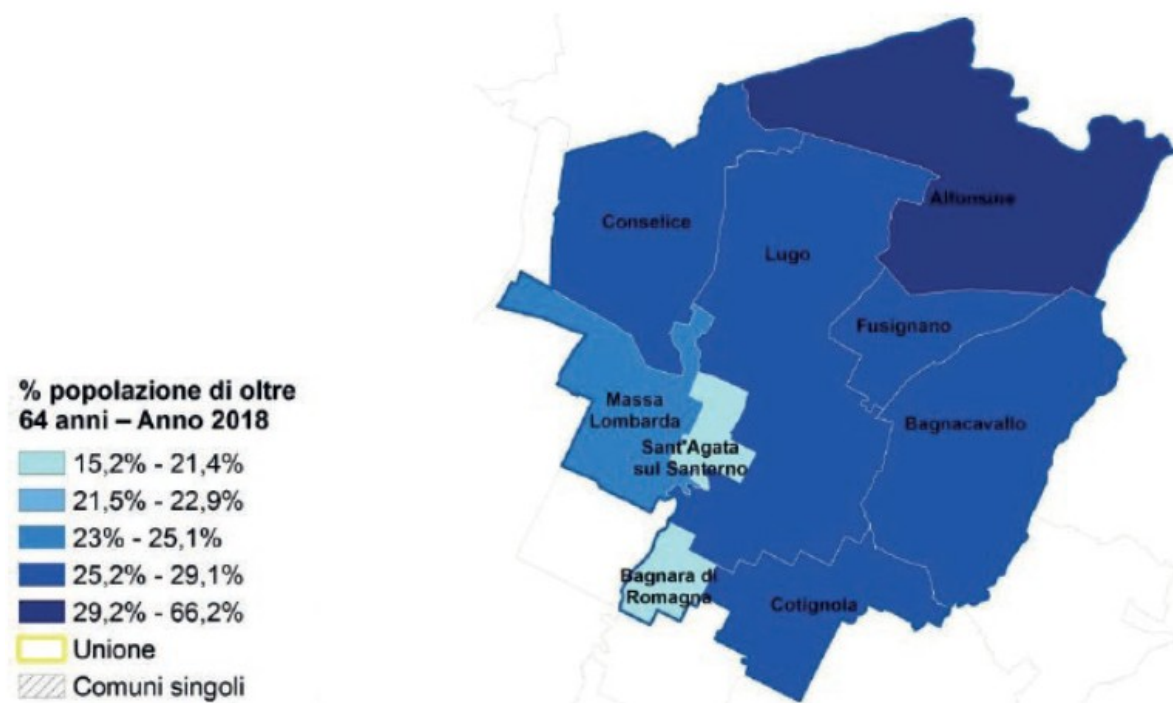 Alfonsine
Conselice
Lugo
Fusignano
Massa
Lombarda
Bagnacavallo
Sant'Agata
sul Santerno
Bagnara di
Romagna
Cotignola
% popolazione di oltre
64 anni – Anno 2018
15,2% - 21,4%
21,5% - 22,9%
23% - 25,1%
25,2% - 29,1%
29,2% - 66,2%
Unione
Comuni singoli